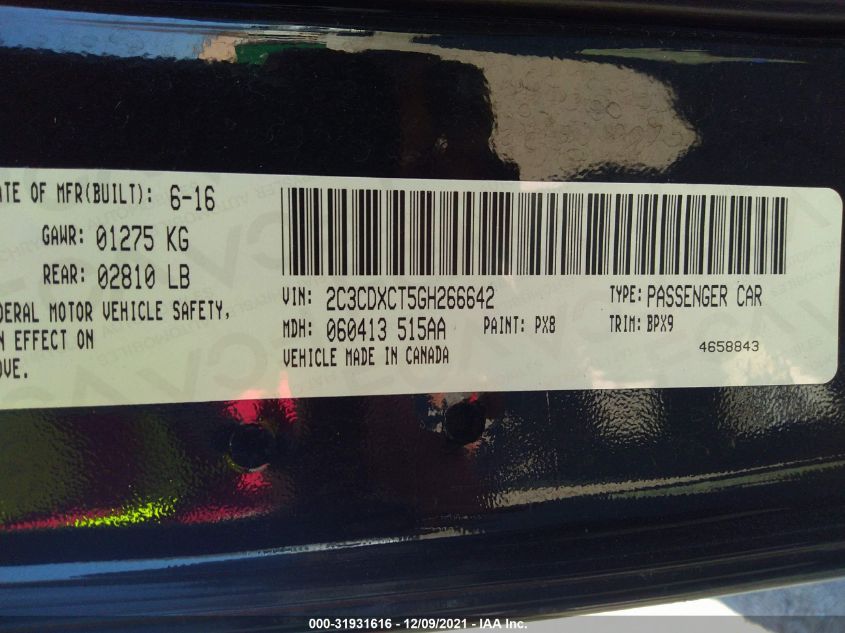 ATE OF MFR(BUILT): 6-16
GAWR: 01275 KG
REAR: 02810 LB
DERAL MOTOR VEHICLE SAFETY,
N EFFECT ON
OVE.
VIN: 2C3CDXCT5GH266642 TYPE: PASSENGER CAR
MDH: 060413 515AA PAINT: PX8 TRIM: BPX9
VEHICLE MADE IN CANADA 4658843
000-31931616 - 12/09/2021 - IAA Inc.